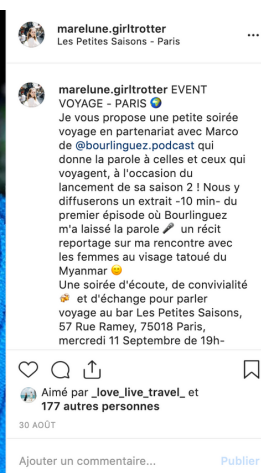 marelune.girltrotter
Les Petites Saisons - Paris
marelune.girltrotter EVENT
VOYAGE - PARIS 🌍
Je vous propose une petite soirée
voyage en partenariat avec Marco
de @bourlinguez.podcast qui
donne la parole à celles et ceux qui
voyagent, à l'occasion du
lancement de sa saison 2 ! Nous y
diffuserons un extrait -10 min- du
premier épisode où Bourlinguez
m'a laissé la parole 🎤 un récit
reportage sur ma rencontre avec
les femmes au visage tatoué du
Myanmar 🙂
Une soirée d'écoute, de convivialité
🍻 et d'échange pour parler
voyage au bar Les Petites Saisons,
57 Rue Ramey, 75018 Paris,
mercredi 11 Septembre de 19h-
Aimé par _love_live_travel_ et
177 autres personnes
30 AOÛT
Ajouter un commentaire... Publier